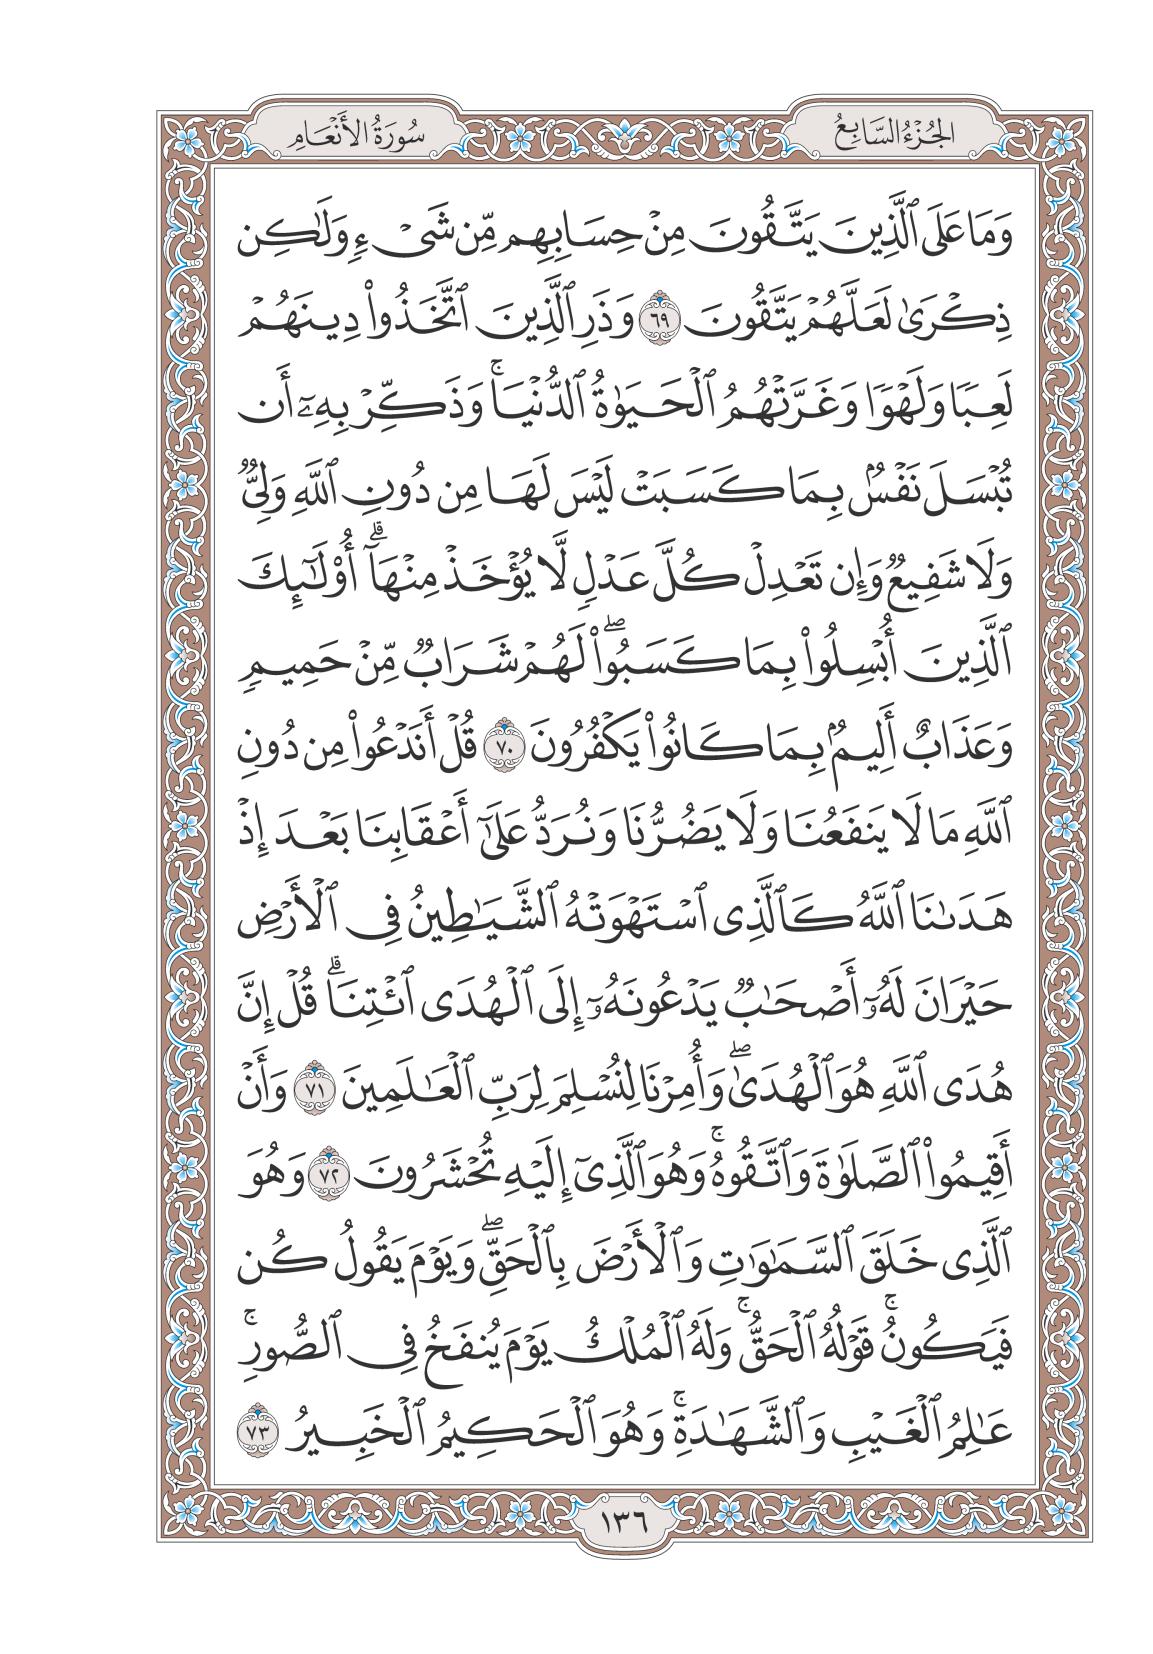 الجُزْءُ السَّابِعُ
سُورَةُ الأَنْعَامِ
وَمَا عَلَى ٱلَّذِينَ يَتَّقُونَ مِنْ حِسَابِهِم مِّن شَىْءٍ وَلَٰكِن
ذِكْرَىٰ لَعَلَّهُمْ يَتَّقُونَ ٦٩ وَذَرِ ٱلَّذِينَ ٱتَّخَذُوا۟ دِينَهُمْ
لَعِبًا وَلَهْوًا وَغَرَّتْهُمُ ٱلْحَيَوٰةُ ٱلدُّنْيَا ۚ وَذَكِّرْ بِهِۦٓ أَن
تُبْسَلَ نَفْسٌۢ بِمَا كَسَبَتْ لَيْسَ لَهَا مِن دُونِ ٱللَّهِ وَلِىٌّ
وَلَا شَفِيعٌ وَإِن تَعْدِلْ كُلَّ عَدْلٍ لَّا يُؤْخَذْ مِنْهَآ ۗ أُو۟لَٰٓئِكَ
ٱلَّذِينَ أُبْسِلُوا۟ بِمَا كَسَبُوا۟ ۖ لَهُمْ شَرَابٌ مِّنْ حَمِيمٍ
وَعَذَابٌ أَلِيمٌۢ بِمَا كَانُوا۟ يَكْفُرُونَ ٧٠ قُلْ أَنَدْعُوا۟ مِن دُونِ
ٱللَّهِ مَا لَا يَنفَعُنَا وَلَا يَضُرُّنَا وَنُرَدُّ عَلَىٰٓ أَعْقَابِنَا بَعْدَ إِذْ
هَدَىٰنَا ٱللَّهُ كَٱلَّذِى ٱسْتَهْوَتْهُ ٱلشَّيَٰطِينُ فِى ٱلْأَرْضِ
حَيْرَانَ لَهُۥٓ أَصْحَٰبٌ يَدْعُونَهُۥٓ إِلَى ٱلْهُدَى ٱئْتِنَا ۗ قُلْ إِنَّ
هُدَى ٱللَّهِ هُوَ ٱلْهُدَىٰ ۖ وَأُمِرْنَا لِنُسْلِمَ لِرَبِّ ٱلْعَٰلَمِينَ ٧١ وَأَنْ
أَقِيمُوا۟ ٱلصَّلَوٰةَ وَٱتَّقُوهُ ۚ وَهُوَ ٱلَّذِىٓ إِلَيْهِ تُحْشَرُونَ ٧٢ وَهُوَ
ٱلَّذِى خَلَقَ ٱلسَّمَٰوَٰتِ وَٱلْأَرْضَ بِٱلْحَقِّ ۖ وَيَوْمَ يَقُولُ كُن
فَيَكُونُ ۚ قَوْلُهُ ٱلْحَقُّ ۚ وَلَهُ ٱلْمُلْكُ يَوْمَ يُنفَخُ فِى ٱلصُّورِ ۚ
عَٰلِمُ ٱلْغَيْبِ وَٱلشَّهَٰدَةِ ۚ وَهُوَ ٱلْحَكِيمُ ٱلْخَبِيرُ ٧٣
١٣٦